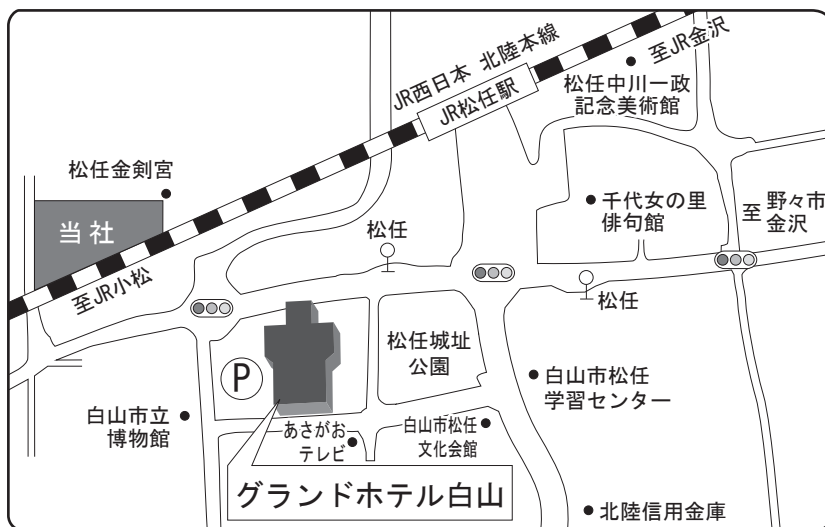 JR西日本 北陸本線
至JR金沢
JR松任駅
松任中川一政
記念美術館
松任金剣宮
当社
千代女の里
俳句館
至 野々市
金沢
松任
至JR小松
松任
松任城址
公園
P
白山市松任
学習センター
白山市立
博物館
あさがお
テレビ
白山市松任
文化会館
グランドホテル白山
北陸信用金庫